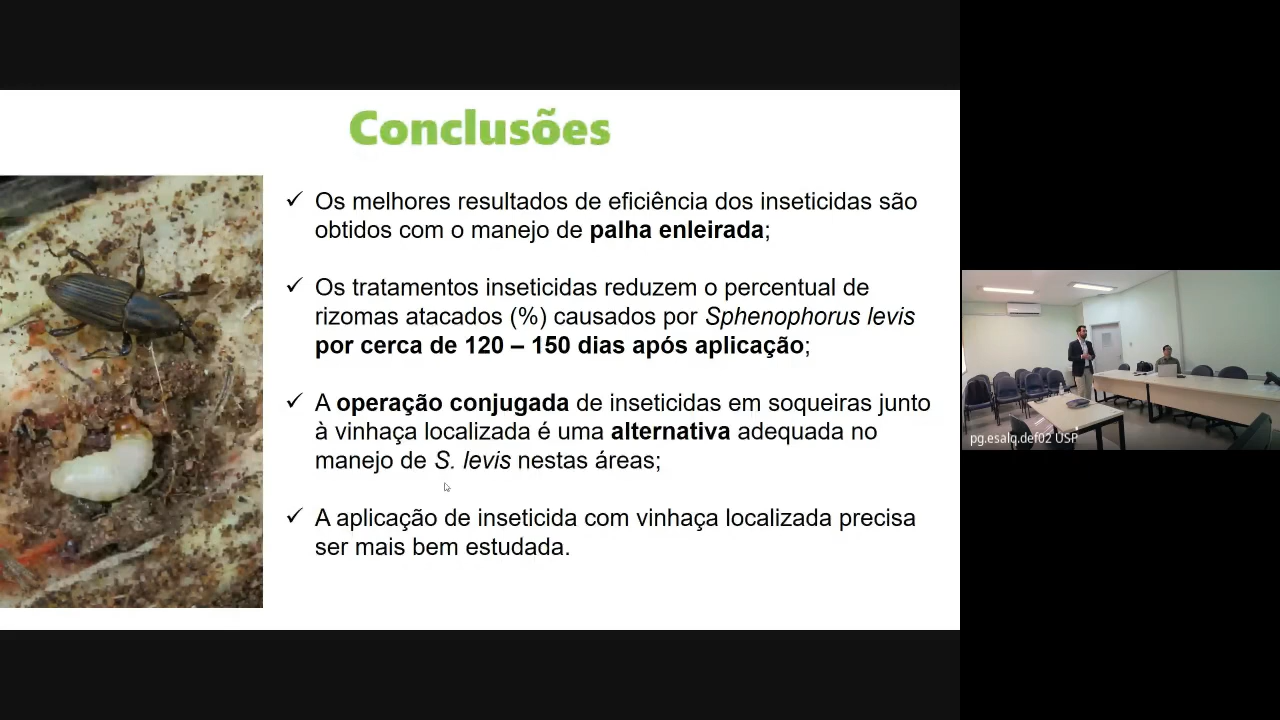 Conclusões
✓ Os melhores resultados de eficiência dos inseticidas são
obtidos com o manejo de palha enleirada;
✓ Os tratamentos inseticidas reduzem o percentual de
rizomas atacados (%) causados por Sphenophorus levis
por cerca de 120 – 150 dias após aplicação;
✓ A operação conjugada de inseticidas em soqueiras junto
à vinhaça localizada é uma alternativa adequada no
manejo de S. levis nestas áreas;
✓ A aplicação de inseticida com vinhaça localizada precisa
ser mais bem estudada.
pg.esalq.def02 USP